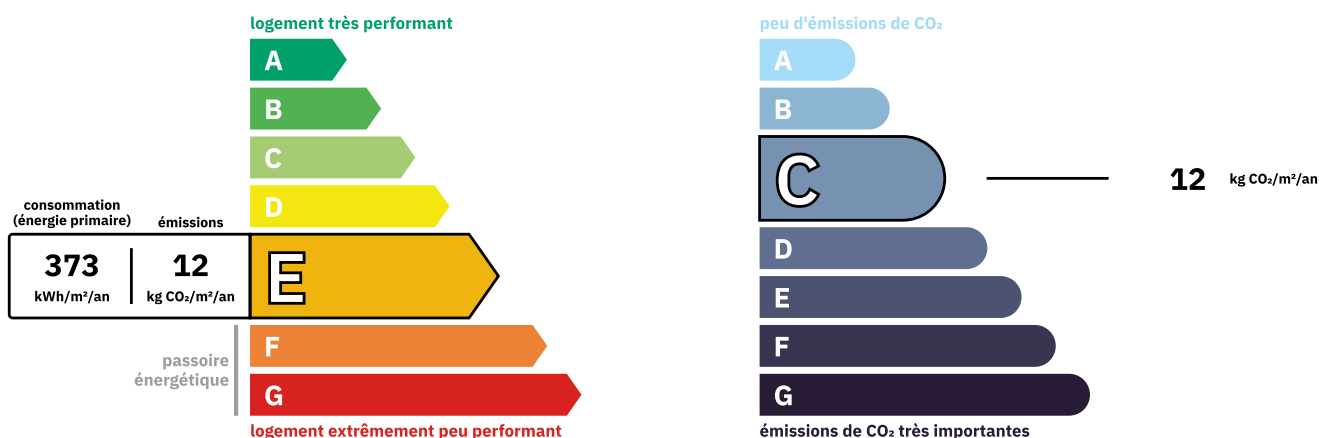 logement très performant
A
B
C
D
consommation
(énergie primaire)
émissions
373
kWh/m²/an
12
kg CO₂/m²/an
E
passoire
énergétique
F
G
logement extrêmement peu performant
peu d'émissions de CO₂
A
B
C
12 kg CO₂/m²/an
D
E
F
G
émissions de CO₂ très importantes